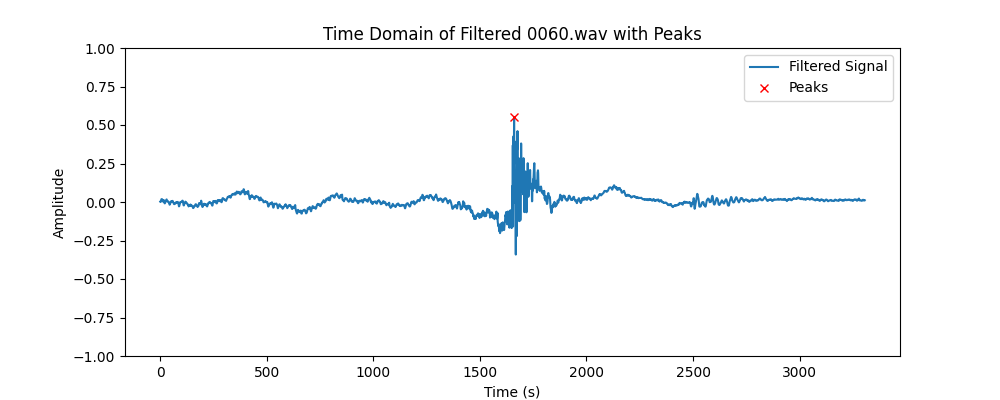 Time Domain of Filtered 0060.wav with Peaks
1.00
0.75
0.50
0.25
0.00
−0.25
−0.50
−0.75
−1.00
Amplitude
Filtered Signal
Peaks
0 500 1000 1500 2000 2500 3000
Time (s)